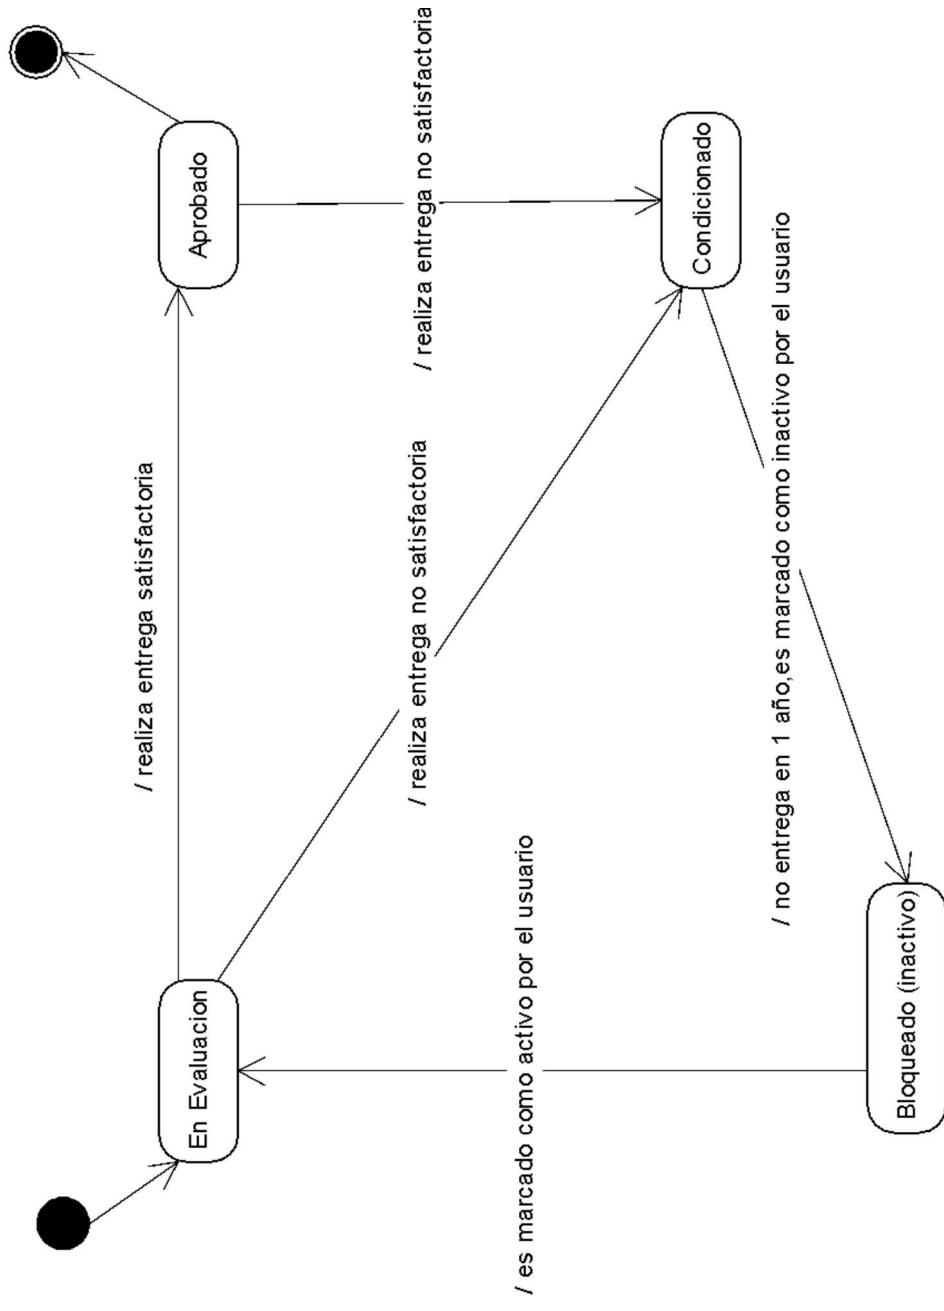 / realiza entrega satisfactoria
En Evaluacion
Aprobado
/ realiza entrega no satisfactoria
/ realiza entrega no satisfactoria
/ es marcado como activo por el usuario
Condicionado
/ no entrega en 1 año,es marcado como inactivo por el usuario
Bloqueado (inactivo)